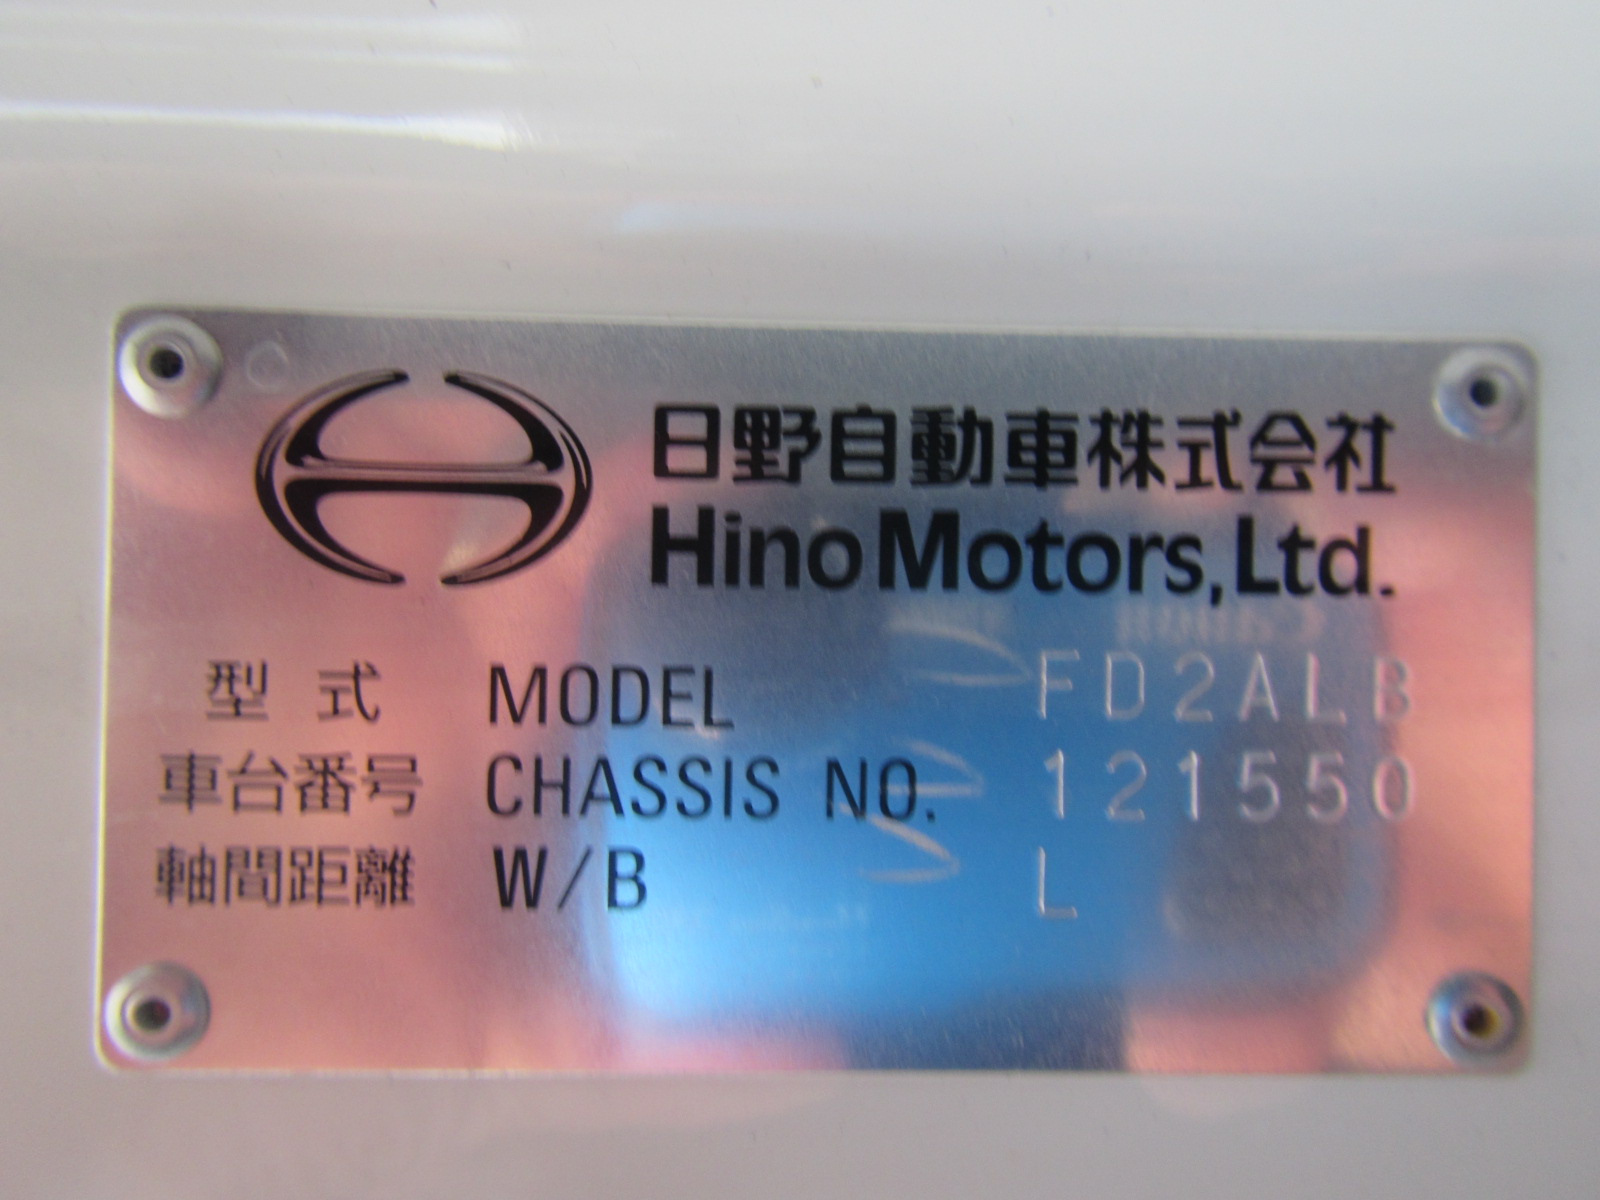 日野自動車株式会社
Hino Motors, Ltd.
型式 MODEL FD2ALB
車台番号 CHASSIS NO. 121550
軸間距離 W/B L